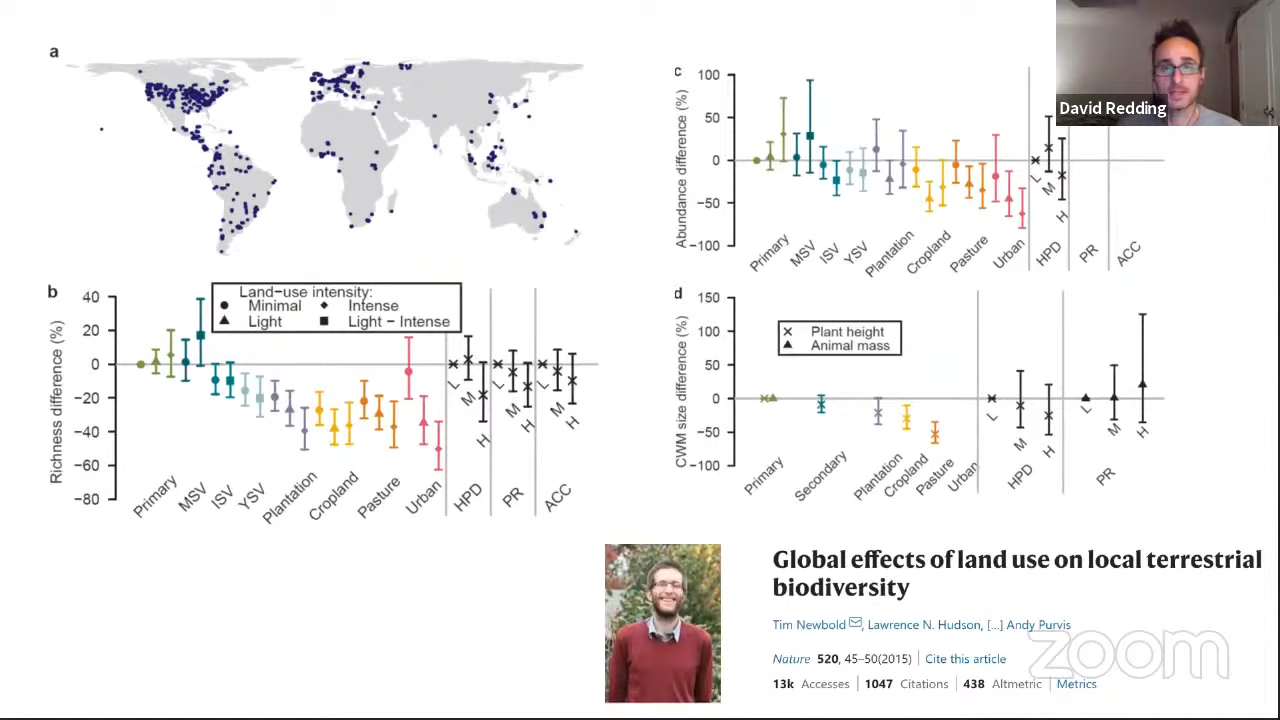 a
b
Land-use intensity:
Minimal
Intense
Light
Light – Intense
Richness difference (%)
40
20
0
−20
−40
−60
−80
L
M
H
L
M
H
L
M
H
Primary
MSV
ISV
YSV
Plantation
Cropland
Pasture
Urban
HPD
PR
ACC
c
Abundance difference (%)
100
50
0
−50
−100
L
M
H
Primary
MSV
ISV
YSV
Plantation
Cropland
Pasture
Urban
HPD
PR
ACC
David Redding
d
CWM size difference (%)
150
100
50
0
−50
−100
Plant height
Animal mass
L
M
H
L
M
H
Primary
Secondary
Plantation
Cropland
Pasture
Urban
HPD
PR
Global effects of land use on local terrestrial
biodiversity
Tim Newbold, Lawrence N. Hudson, [...] Andy Purvis
Nature 520, 45–50(2015) | Cite this article
13k Accesses | 1047 Citations | 438 Altmetric | Metrics
zoom